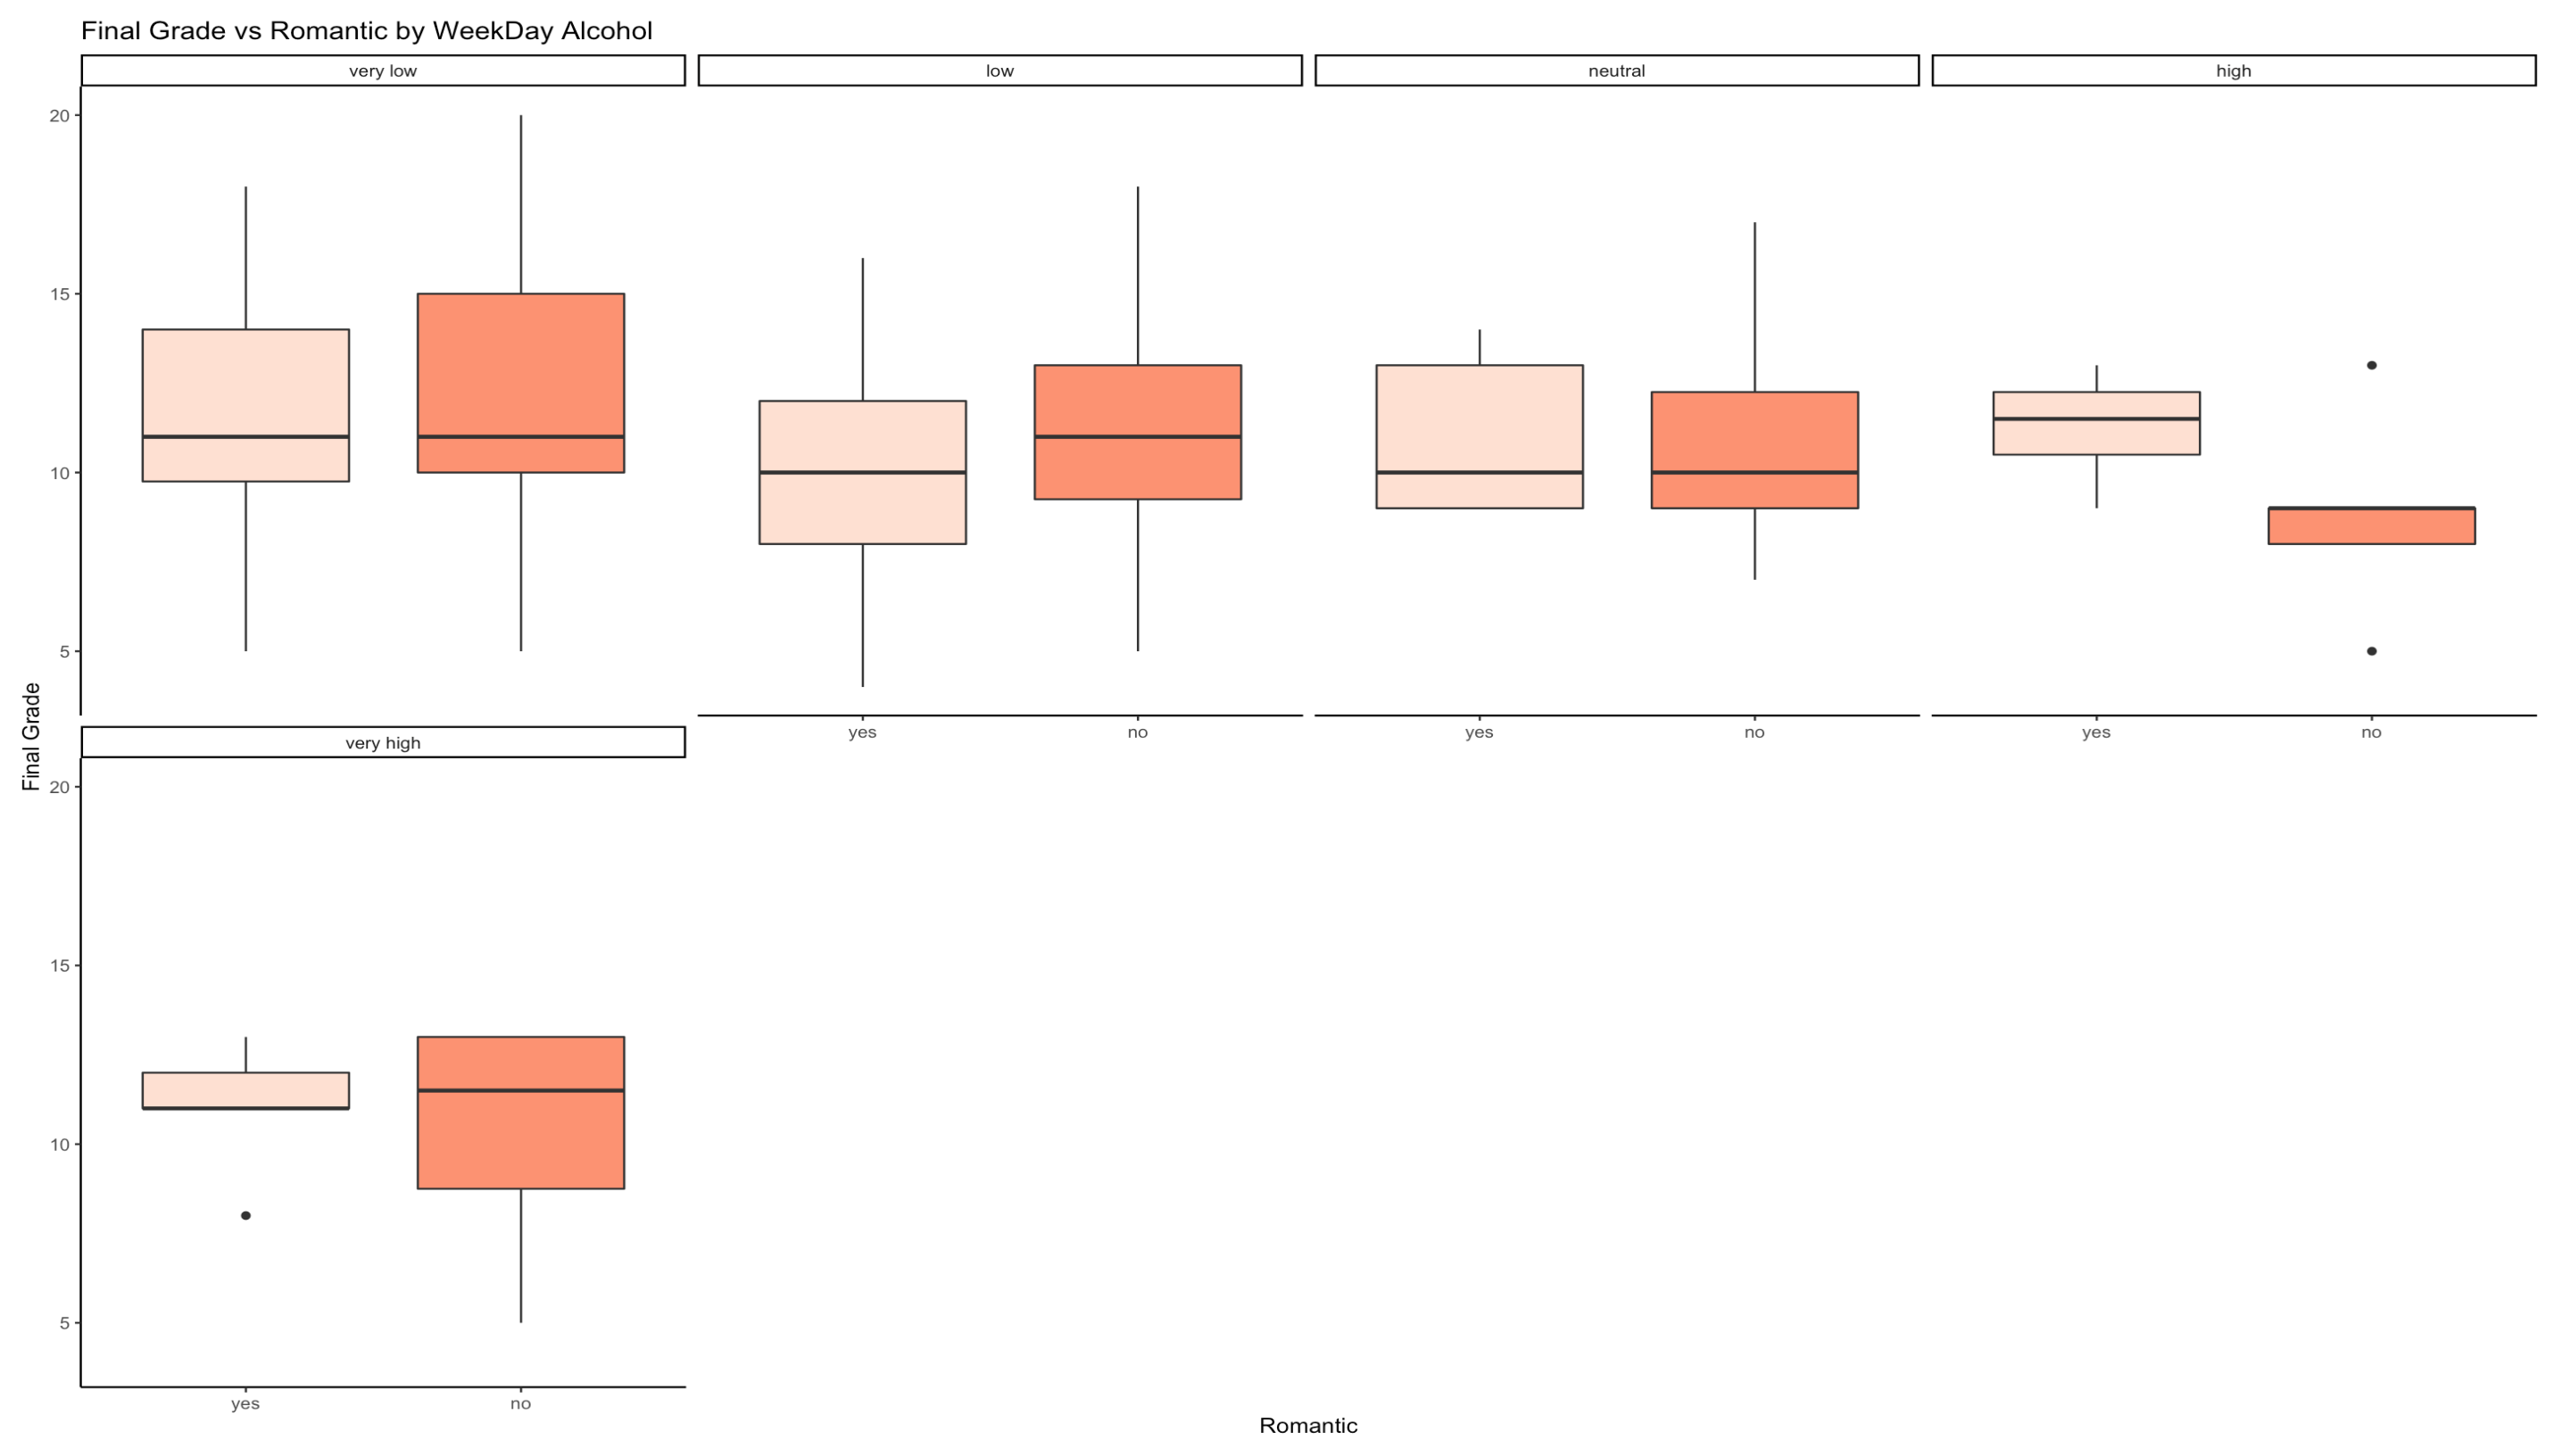 Final Grade vs Romantic by WeekDay Alcohol
very low
low
neutral
high
20
15
10
5
yes
no
yes
no
yes
no
very high
20
15
10
5
yes
no
Final Grade
Romantic